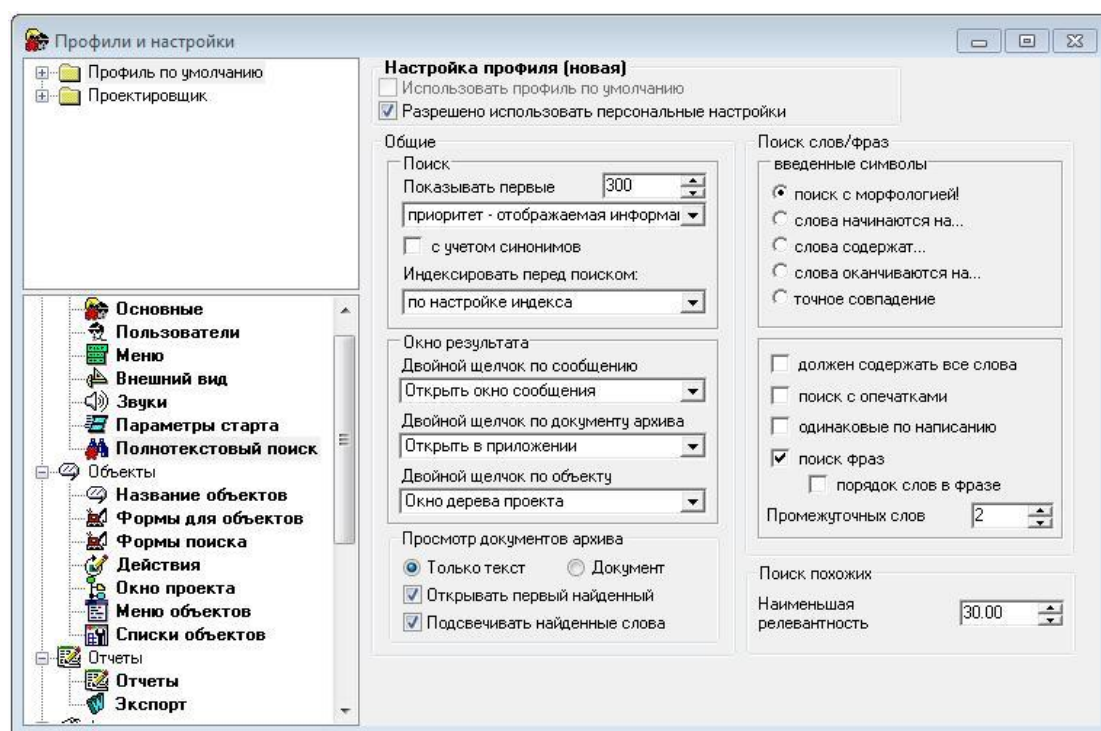 Профили и настройки
Профиль по умолчанию
Проектировщик
Основные
Пользователи
Меню
Внешний вид
Звуки
Параметры старта
Полнотекстовый поиск
Объекты
Название объектов
Формы для объектов
Формы поиска
Действия
Окно проекта
Меню объектов
Списки объектов
Отчеты
Отчеты
Экспорт
Настройка профиля (новая)
Использовать профиль по умолчанию
Разрешено использовать персональные настройки
Общие
Поиск
Показывать первые 300
приоритет - отображаемая информац
с учетом синонимов
Индексировать перед поиском:
по настройке индекса
Окно результата
Двойной щелчок по сообщению
Открыть окно сообщения
Двойной щелчок по документу архива
Открыть в приложении
Двойной щелчок по объекту
Окно дерева проекта
Просмотр документов архива
Только текст Документ
Открывать первый найденный
Подсвечивать найденные слова
Поиск слов/фраз
введенные символы
поиск с морфологией!
слова начинаются на...
слова содержат...
слова оканчиваются на...
точное совпадение
должен содержать все слова
поиск с опечатками
одинаковые по написанию
поиск фраз
порядок слов в фразе
Промежуточных слов 2
Поиск похожих
Наименьшая
релевантность 30.00